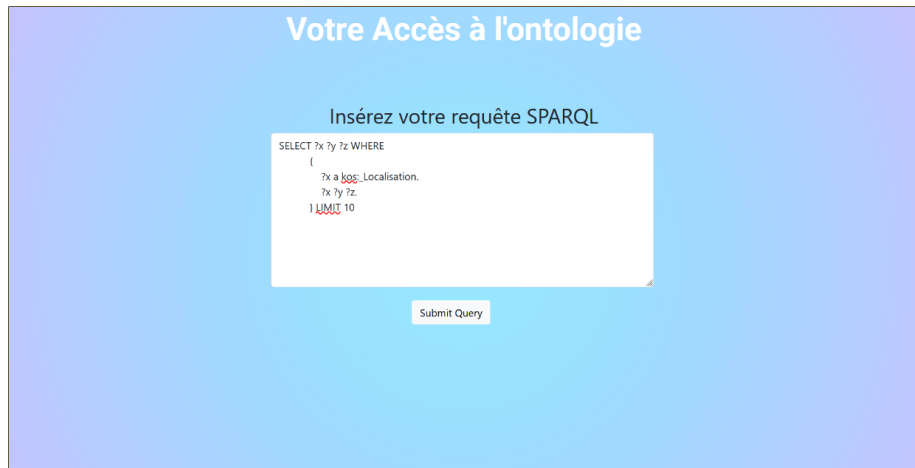 Votre Accès à l'ontologie
Insérez votre requête SPARQL
SELECT ?x ?y ?z WHERE
{
?x a kos:_Localisation.
?x ?y ?z.
} LIMIT 10
Submit Query